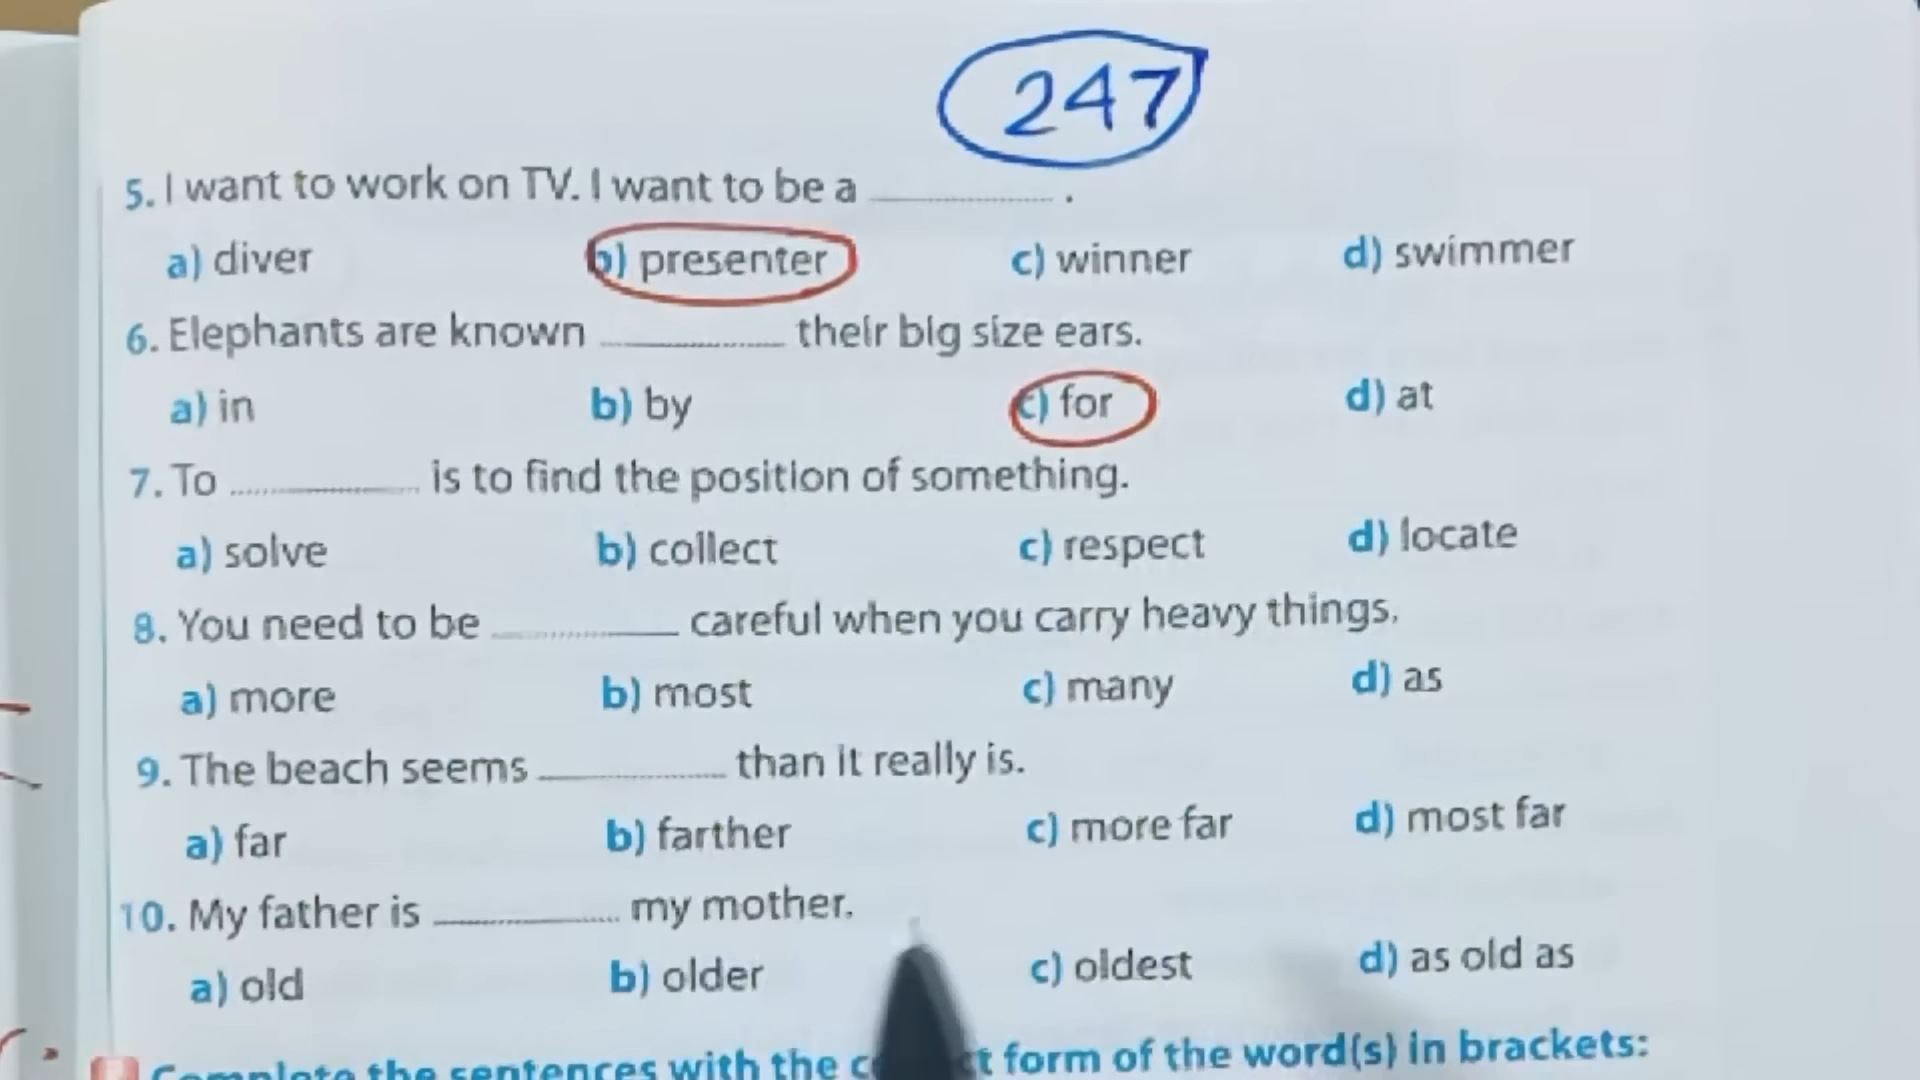 247
5. I want to work on TV. I want to be a ............ .
a) diver b) presenter c) winner d) swimmer
6. Elephants are known ............ their big size ears.
a) in b) by c) for d) at
7. To ............ is to find the position of something.
a) solve b) collect c) respect d) locate
8. You need to be ............ careful when you carry heavy things.
a) more b) most c) many d) as
9. The beach seems ............ than it really is.
a) far b) farther c) more far d) most far
10. My father is ............ my mother.
a) old b) older c) oldest d) as old as
Complete the sentences with the form of the word(s) in brackets: